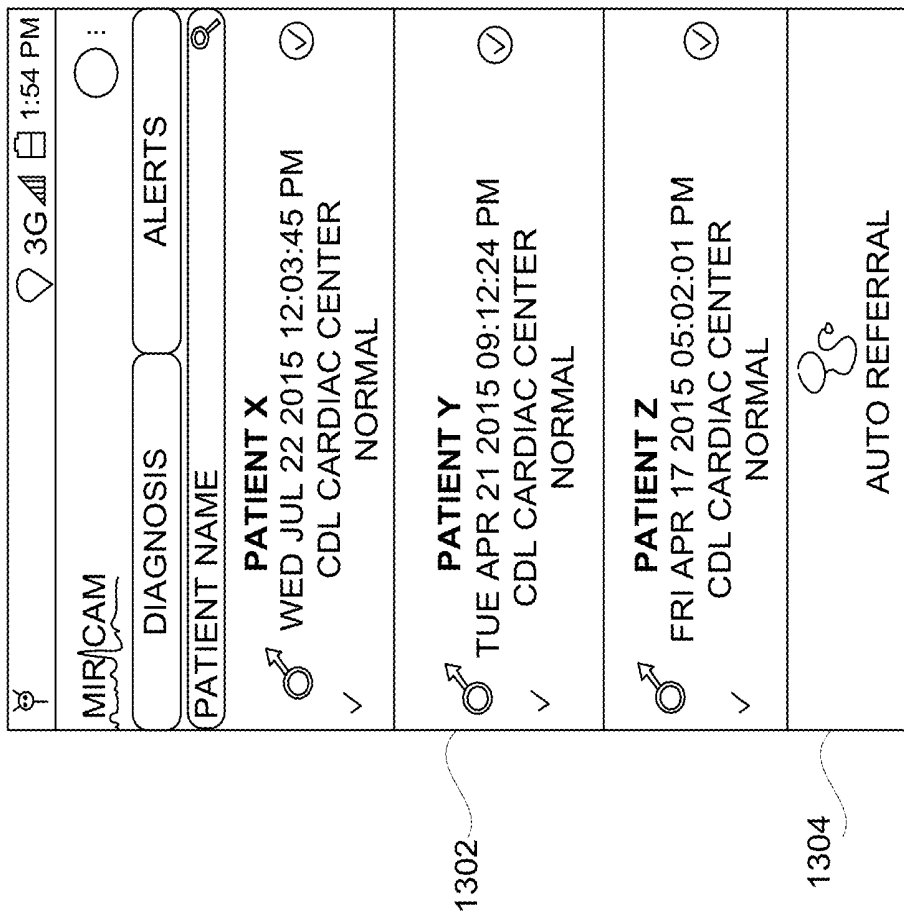 3G 1:54 PM
MIRCAM
DIAGNOSIS ALERTS
PATIENT NAME
PATIENT X
WED JUL 22 2015 12:03:45 PM
CDL CARDIAC CENTER
NORMAL
PATIENT Y
TUE APR 21 2015 09:12:24 PM
CDL CARDIAC CENTER
NORMAL
1302
PATIENT Z
FRI APR 17 2015 05:02:01 PM
CDL CARDIAC CENTER
NORMAL
AUTO REFERRAL
1304